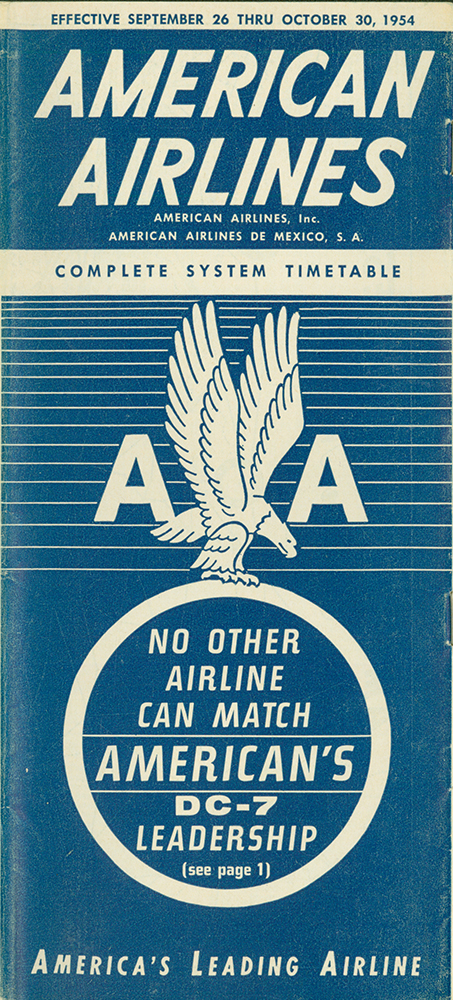 EFFECTIVE SEPTEMBER 26 THRU OCTOBER 30, 1954
AMERICAN
AIRLINES
AMERICAN AIRLINES, Inc.
AMERICAN AIRLINES DE MEXICO, S. A.
COMPLETE SYSTEM TIMETABLE
A A
NO OTHER
AIRLINE
CAN MATCH
AMERICAN'S
DC-7
LEADERSHIP
(see page 1)
AMERICA'S LEADING AIRLINE